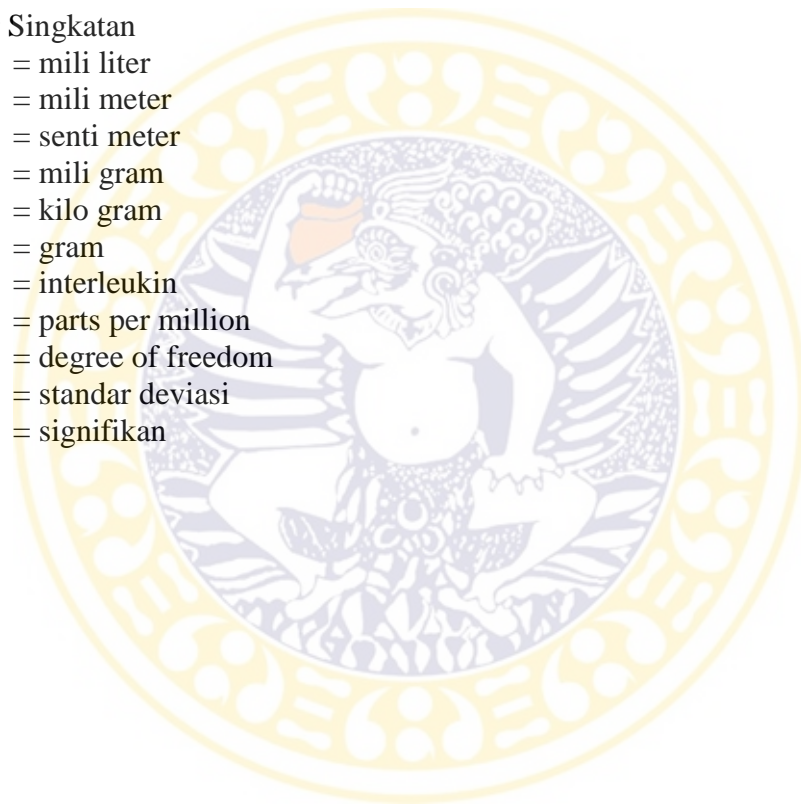 Singkatan
= mili liter
= mili meter
= senti meter
= mili gram
= kilo gram
= gram
= interleukin
= parts per million
= degree of freedom
= standar deviasi
= signifikan